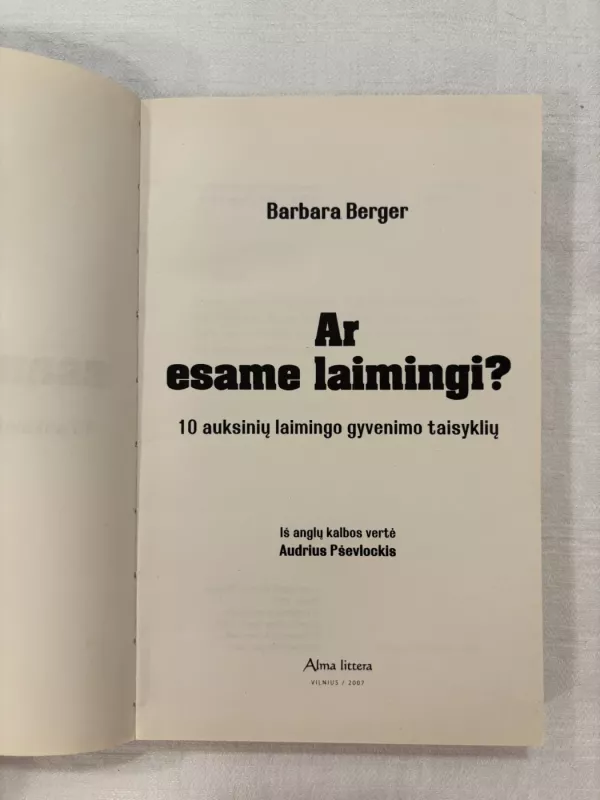 Barbara Berger
Ar
esame laimingi?
10 auksinių laimingo gyvenimo taisyklių
Iš anglų kalbos vertė
Audrius Pševlockis
Alma littera
VILNIUS / 2007